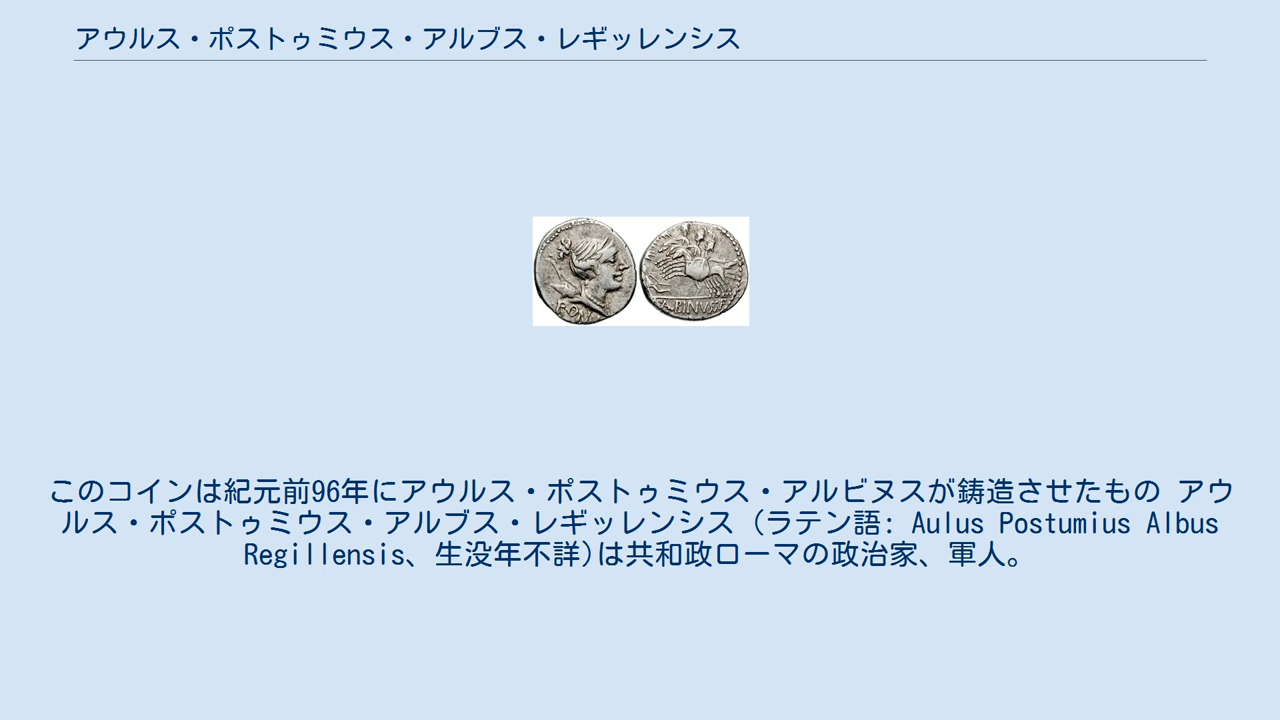 アウルス・ポストゥミウス・アルブス・レギッレンシス
このコインは紀元前96年にアウルス・ポストゥミウス・アルビヌスが鋳造させたもの アウ
ルス・ポストゥミウス・アルブス・レギッレンシス (ラテン語: Aulus Postumius Albus
Regillensis、生没年不詳)は共和政ローマの政治家、軍人。